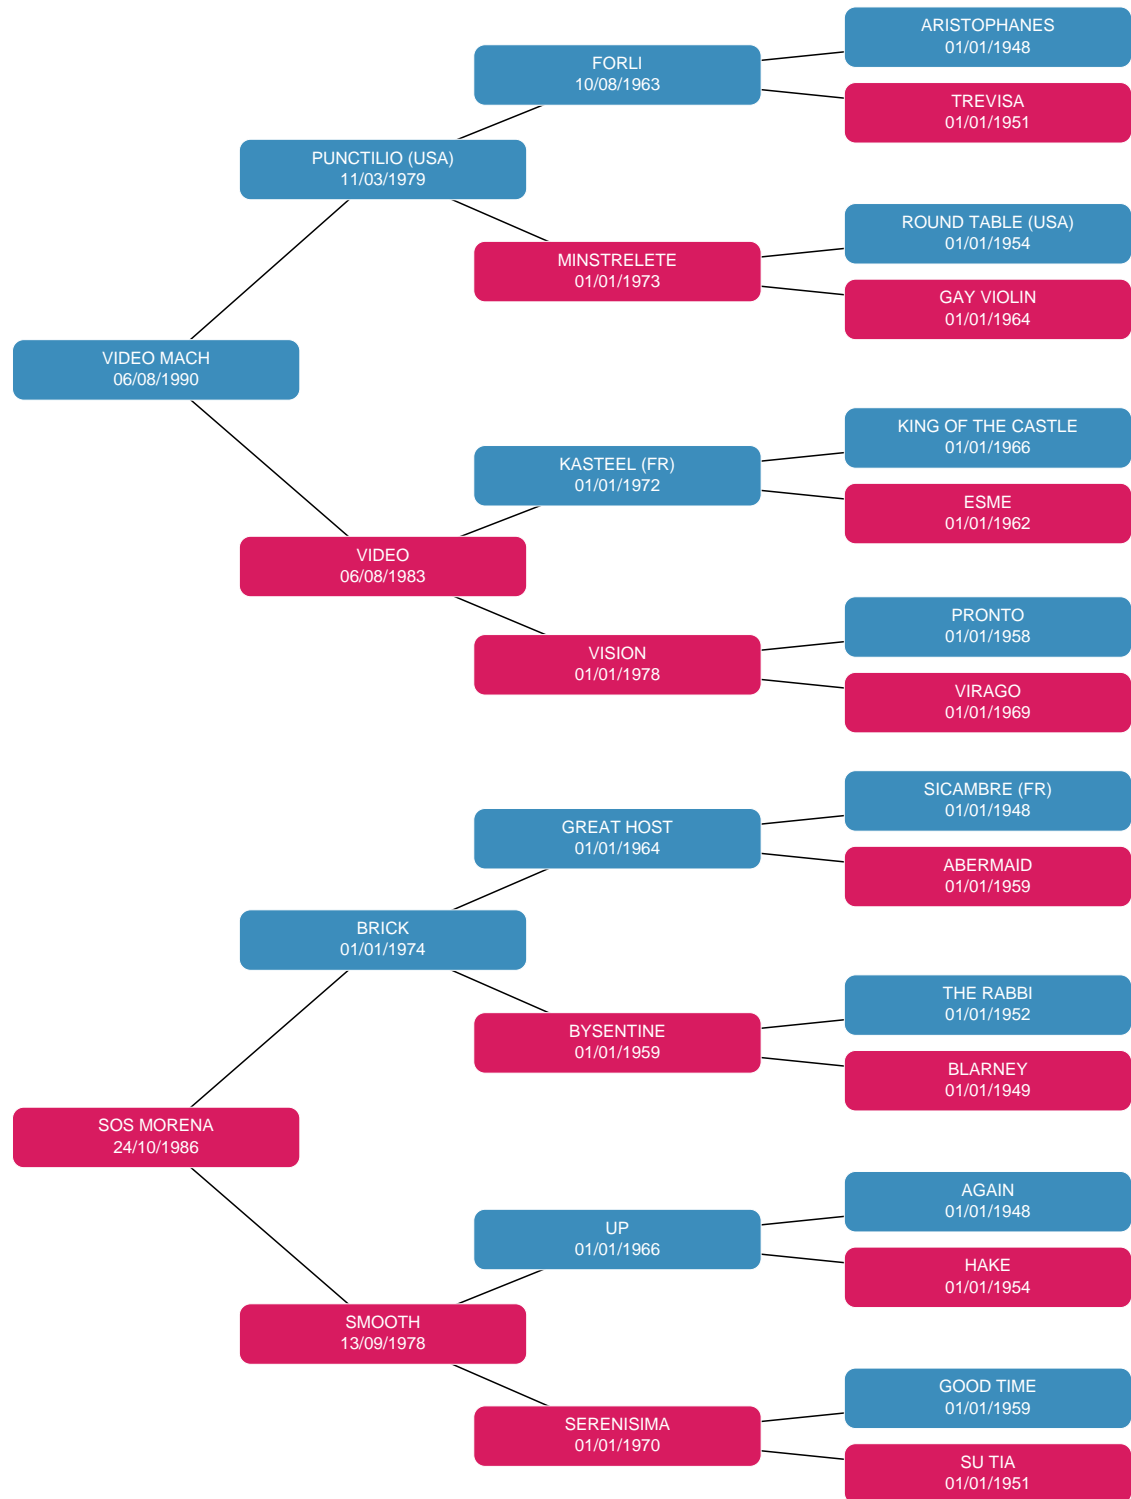 ARISTOPHANES
01/01/1948
FORLI
10/08/1963
TREVISA
01/01/1951
PUNCTILIO (USA)
11/03/1979
ROUND TABLE (USA)
01/01/1954
MINSTRELETE
01/01/1973
GAY VIOLIN
01/01/1964
VIDEO MACH
06/08/1990
KING OF THE CASTLE
01/01/1966
KASTEEL (FR)
01/01/1972
ESME
01/01/1962
VIDEO
06/08/1983
PRONTO
01/01/1958
VISION
01/01/1978
VIRAGO
01/01/1969
SICAMBRE (FR)
01/01/1948
GREAT HOST
01/01/1964
ABERMAID
01/01/1959
BRICK
01/01/1974
THE RABBI
01/01/1952
BYSENTINE
01/01/1959
BLARNEY
01/01/1949
SOS MORENA
24/10/1986
AGAIN
01/01/1948
UP
01/01/1966
HAKE
01/01/1954
SMOOTH
13/09/1978
GOOD TIME
01/01/1959
SERENISIMA
01/01/1970
SU TIA
01/01/1951